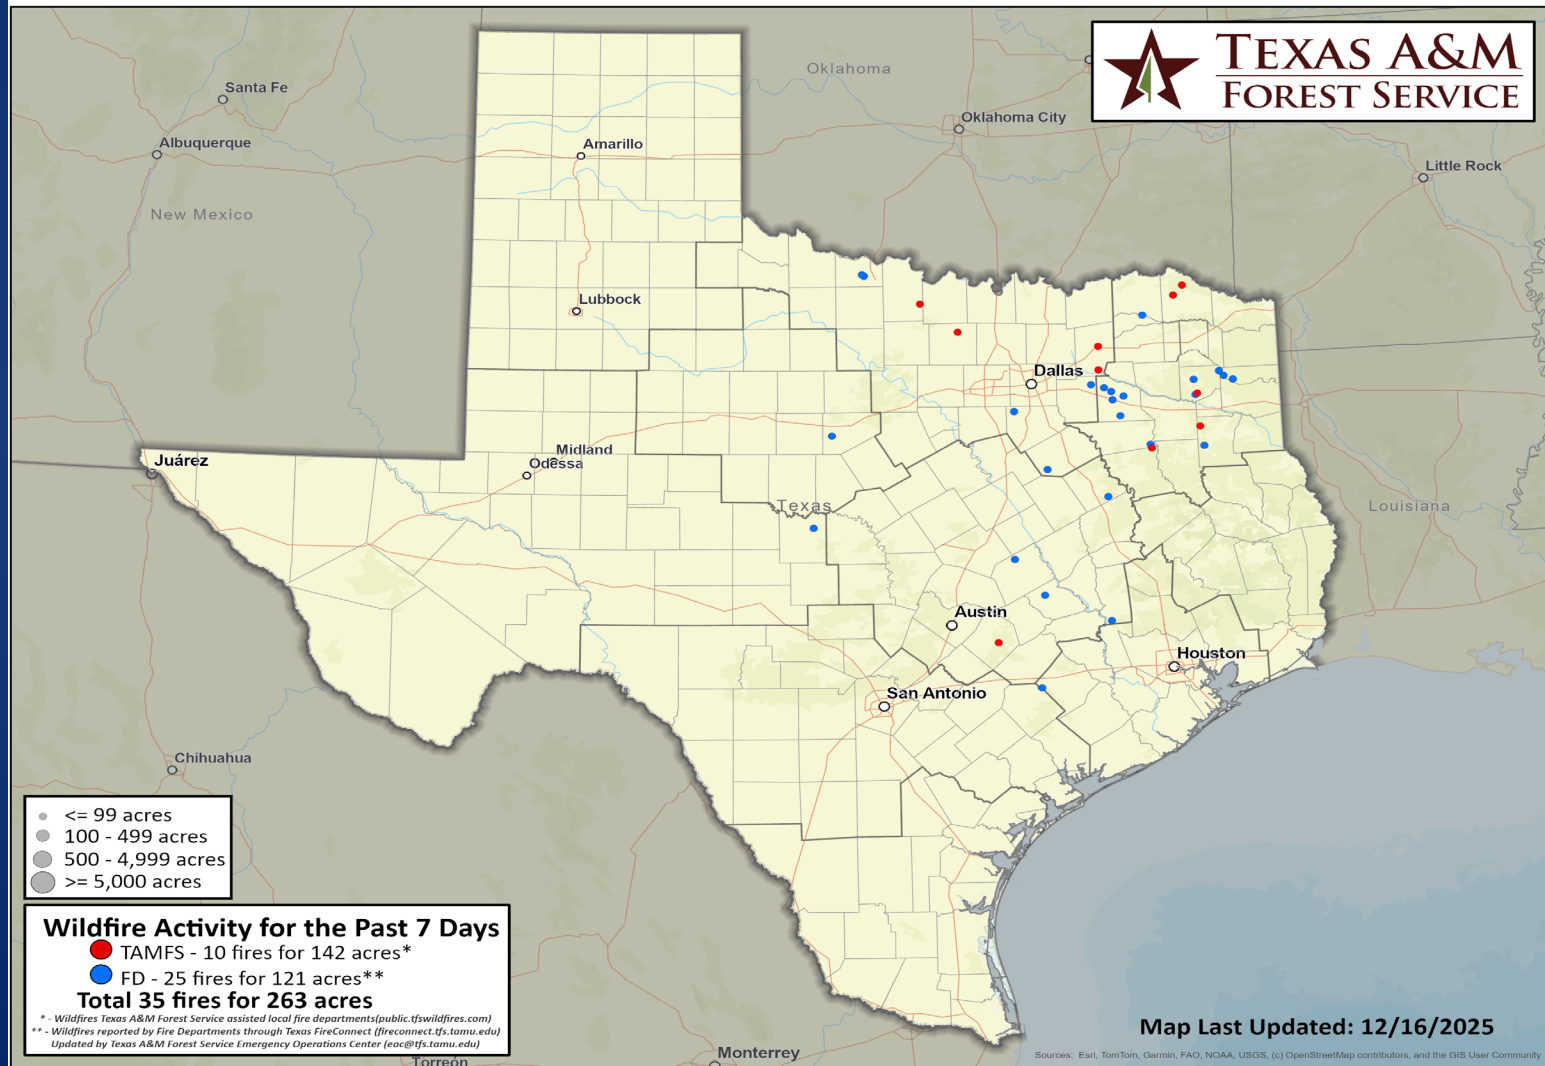 TEXAS A&M
FOREST SERVICE
Oklahoma
Santa Fe
Oklahoma City
Albuquerque
Amarillo
Little Rock
New Mexico
Lubbock
Dallas
Midland
Odessa
Juárez
Texas
Louisiana
Austin
Houston
San Antonio
Chihuahua
<= 99 acres
100 - 499 acres
500 - 4,999 acres
>= 5,000 acres
Wildfire Activity for the Past 7 Days
TAMFS - 10 fires for 142 acres*
FD - 25 fires for 121 acres**
Total 35 fires for 263 acres
* - Wildfires Texas A&M Forest Service assisted local fire departments(public.tfswildfires.com)
** - Wildfires reported by Fire Departments through Texas FireConnect (fireconnect.tfs.tamu.edu)
Updated by Texas A&M Forest Service Emergency Operations Center (eoc@tfs.tamu.edu)
Map Last Updated: 12/16/2025
Monterrey
Torreón
Sources: Esri, TomTom, Garmin, FAO, NOAA, USGS, (c) OpenStreetMap contributors, and the GIS User Community